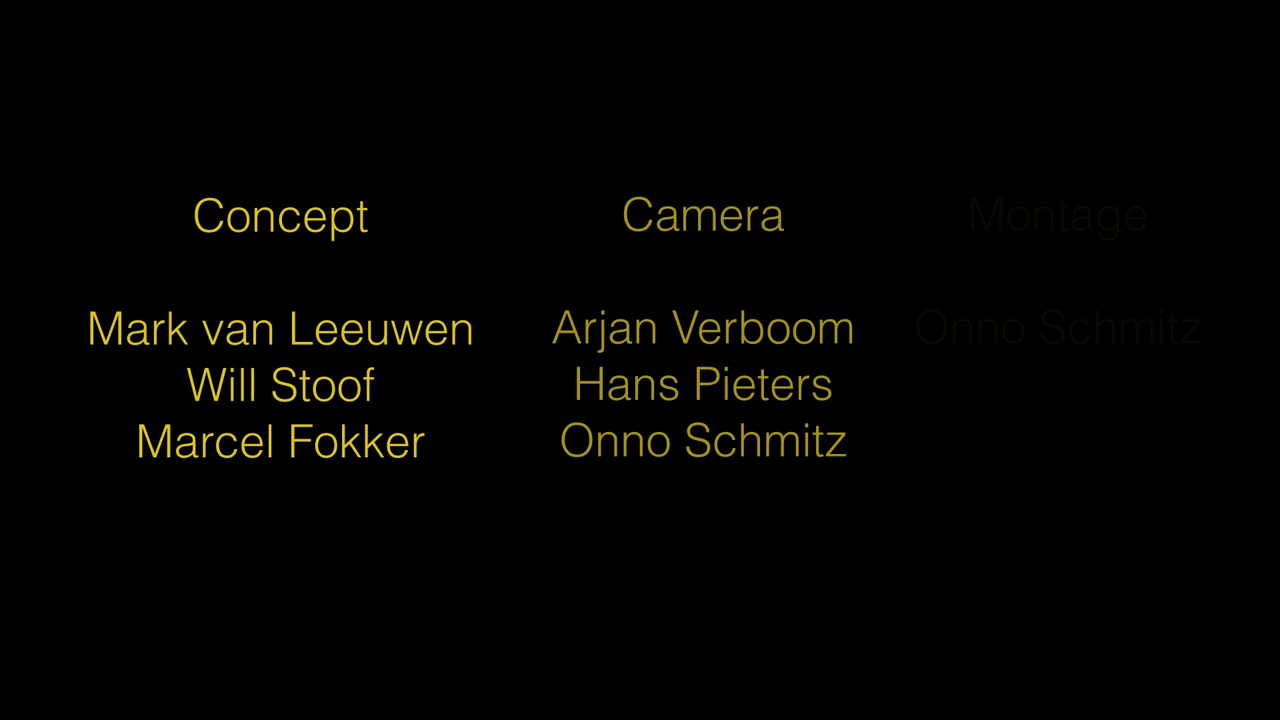 Concept
Mark van Leeuwen
Will Stoof
Marcel Fokker
Camera
Arjan Verboom
Hans Pieters
Onno Schmitz
Montage
Onno Schmitz